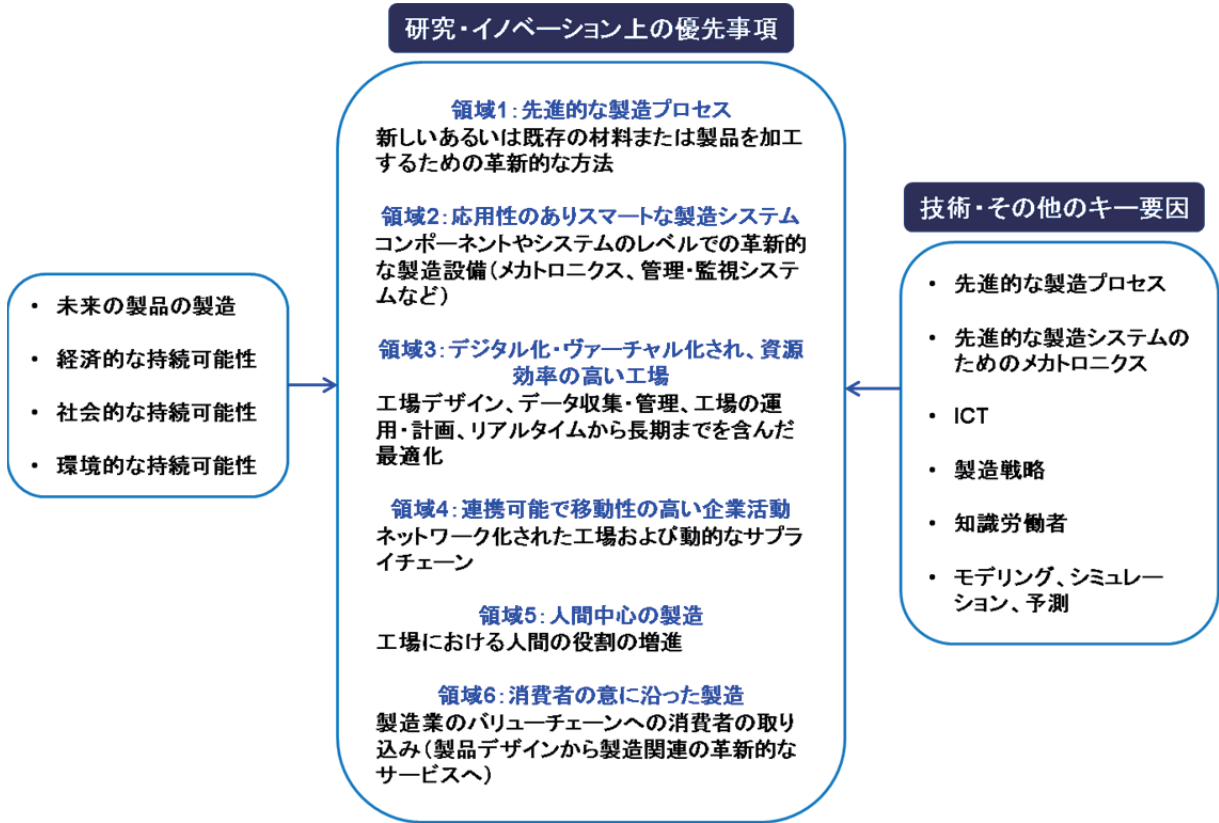 研究・イノベーション上の優先事項
領域1：先進的な製造プロセス
新しいあるいは既存の材料または製品を加工
するための革新的な方法
領域2：応用性のありスマートな製造システム
コンポーネントやシステムのレベルでの革新的
な製造設備（メカトロニクス、管理・監視システ
ムなど）
領域3：デジタル化・ヴァーチャル化され、資源
効率の高い工場
工場デザイン、データ収集・管理、工場の運
用・計画、リアルタイムから長期までを含んだ
最適化
領域4：連携可能で移動性の高い企業活動
ネットワーク化された工場および動的なサプラ
イチェーン
領域5：人間中心の製造
工場における人間の役割の増進
領域6：消費者の意に沿った製造
製造業のバリューチェーンへの消費者の取り
込み（製品デザインから製造関連の革新的な
サービスへ）
• 未来の製品の製造
• 経済的な持続可能性
• 社会的な持続可能性
• 環境的な持続可能性
技術・その他のキー要因
• 先進的な製造プロセス
• 先進的な製造システムの
ためのメカトロニクス
• ICT
• 製造戦略
• 知識労働者
• モデリング、シミュレー
ション、予測